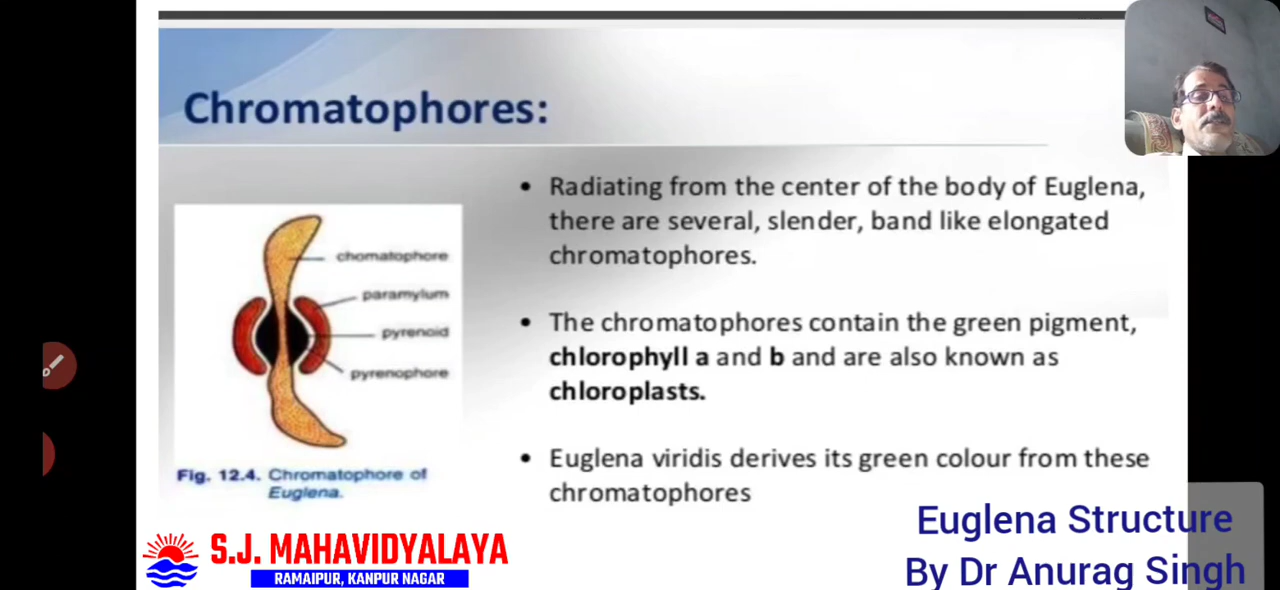 Chromatophores:
• Radiating from the center of the body of Euglena,
there are several, slender, band like elongated
chromatophores.
• The chromatophores contain the green pigment,
chlorophyll a and b and are also known as
chloroplasts.
• Euglena viridis derives its green colour from these
chromatophores
chomatophore
paramylum
pyrenoid
pyrenophore
Fig. 12.4. Chromatophore of
Euglena.
S.J. MAHAVIDYALAYA
RAMAIPUR, KANPUR NAGAR
Euglena Structure
By Dr Anurag Singh